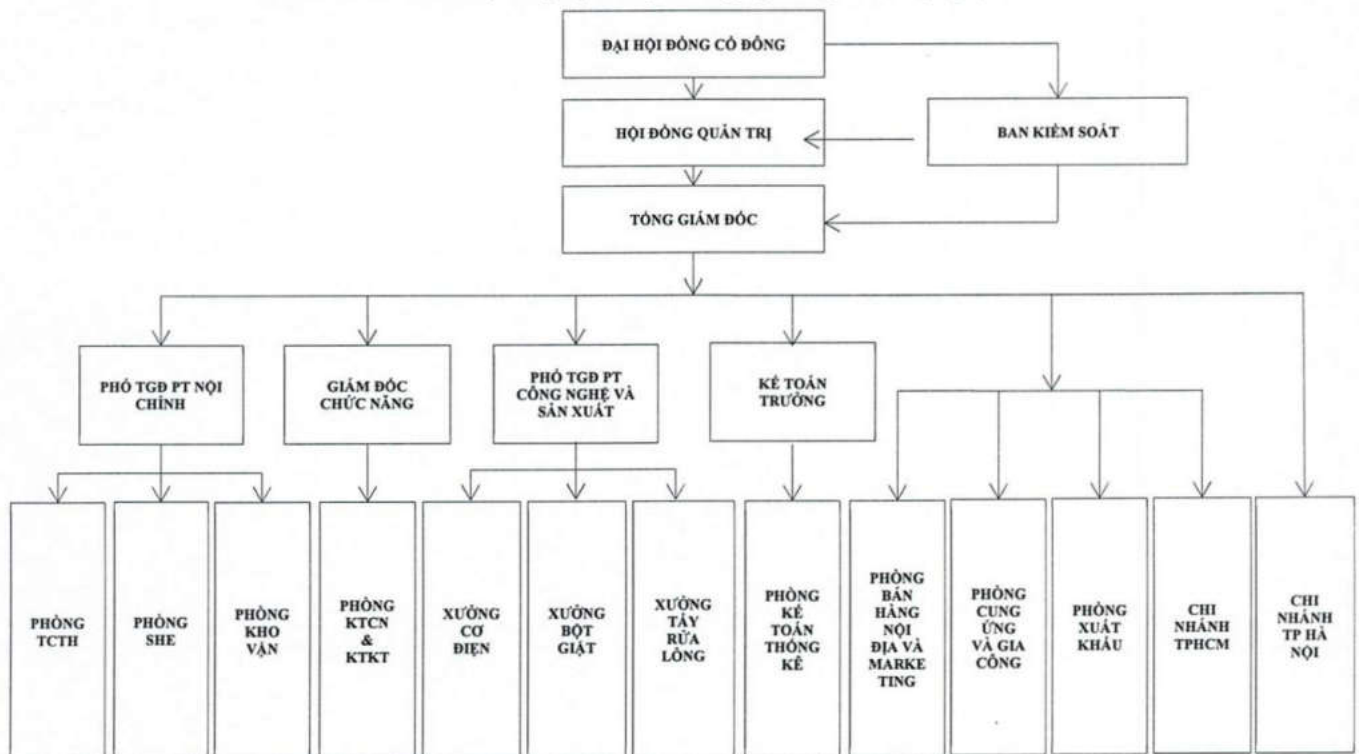 ĐẠI HỘI ĐỒNG CỔ ĐÔNG
HỘI ĐỒNG QUẢN TRỊ
BAN KIỂM SOÁT
TỔNG GIÁM ĐỐC
PHÓ TGĐ PT NỘI
CHÍNH
GIÁM ĐỐC
CHỨC NĂNG
PHÓ TGĐ PT
CÔNG NGHỆ VÀ
SẢN XUẤT
KẾ TOÁN
TRƯỞNG
PHÒNG
TCTH
PHÒNG
SHE
PHÒNG
KHO
VẬN
PHÒNG
KTCN
&
KTKT
XƯỞNG
CƠ
ĐIỆN
XƯỞNG
BỘT
GIẶT
XƯỞNG
TẨY
RỬA
LỎNG
PHÒNG
KẾ
TOÁN
THỐNG
KÊ
PHÒNG
BÁN
HÀNG
NỘI
ĐỊA VÀ
MARKE
TING
PHÒNG
CUNG
ỨNG
VÀ GIA
CÔNG
PHÒNG
XUẤT
KHẨU
CHI
NHÁNH
TPHCM
CHI
NHÁNH
TP HÀ
NỘI